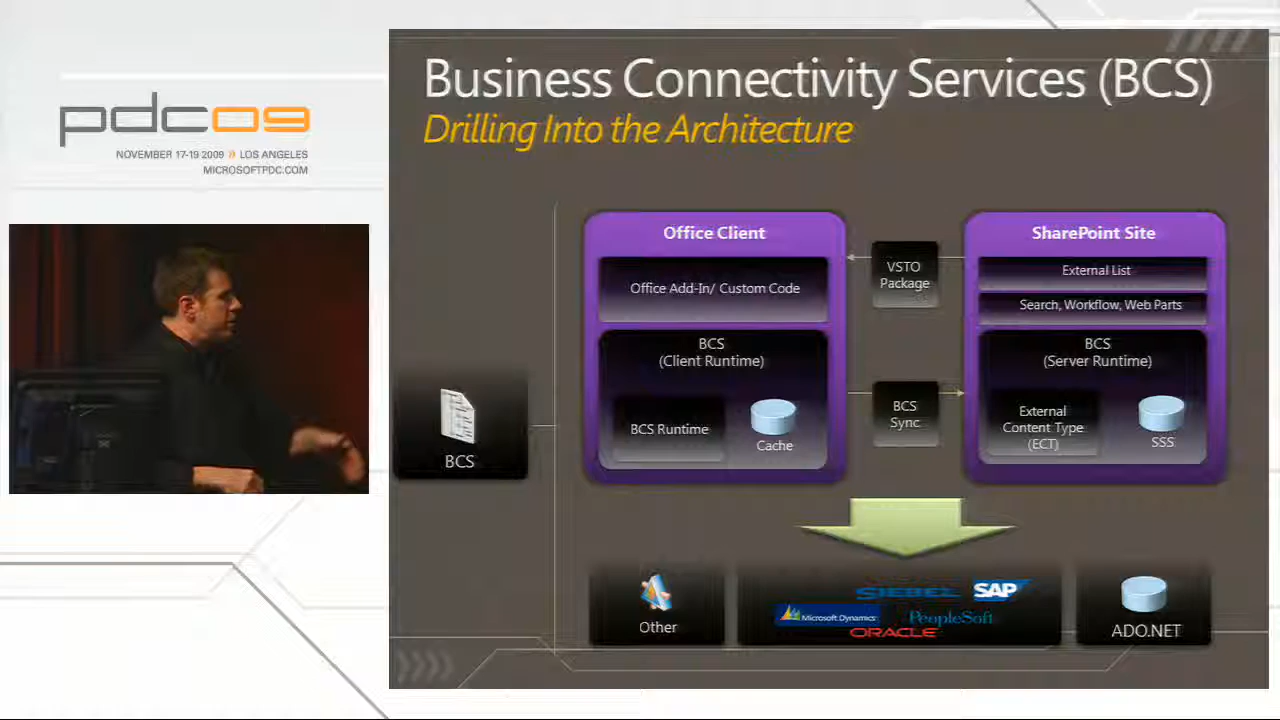 pdc09
NOVEMBER 17-19 2009 » LOS ANGELES
MICROSOFTPDC.COM
Business Connectivity Services (BCS)
Drilling Into the Architecture
BCS
Office Client
Office Add-In/ Custom Code
BCS
(Client Runtime)
BCS Runtime
Cache
VSTO
Package
BCS
Sync
SharePoint Site
External List
Search, Workflow, Web Parts
BCS
(Server Runtime)
External
Content Type
(ECT)
SSS
Other
SIEBEL
SAP
Microsoft Dynamics
PeopleSoft
ORACLE
ADO.NET